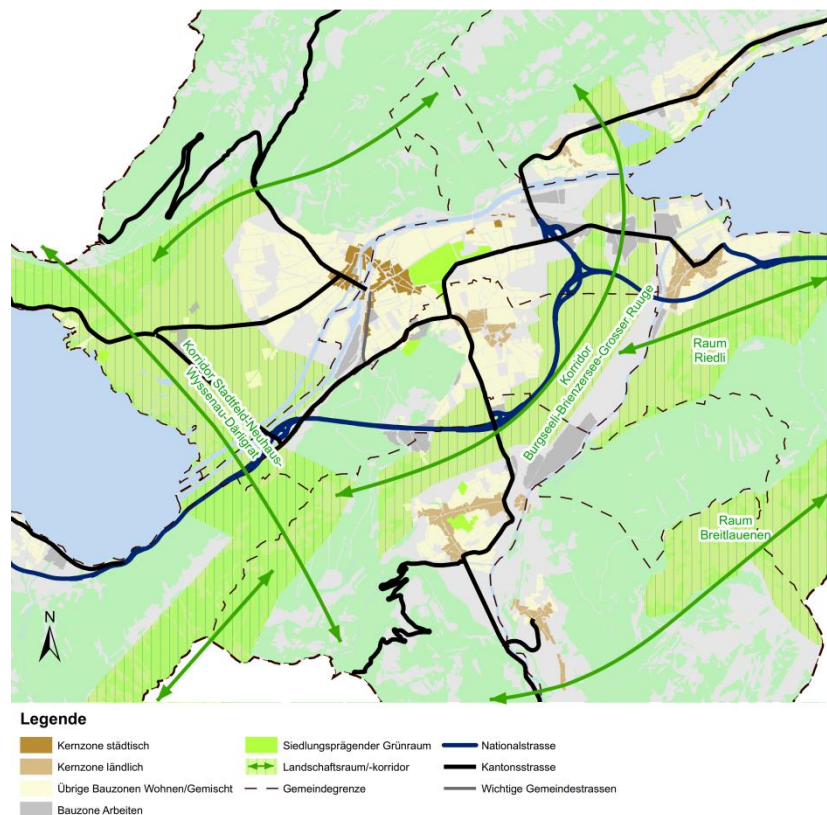 Korridor Stadtfeld-Neuhaus-
Wyssenau-Därligrat
Korridor
Burgseeli-Brienzersee-Grosser Ruuge
Raum
Riedli
Raum
Breitlauenen
N
Legende
Kernzone städtisch
Kernzone ländlich
Übrige Bauzonen Wohnen/Gemischt
Bauzone Arbeiten
Siedlungsprägender Grünraum
Landschaftsraum/-korridor
Gemeindegrenze
Nationalstrasse
Kantonsstrasse
Wichtige Gemeindestrassen